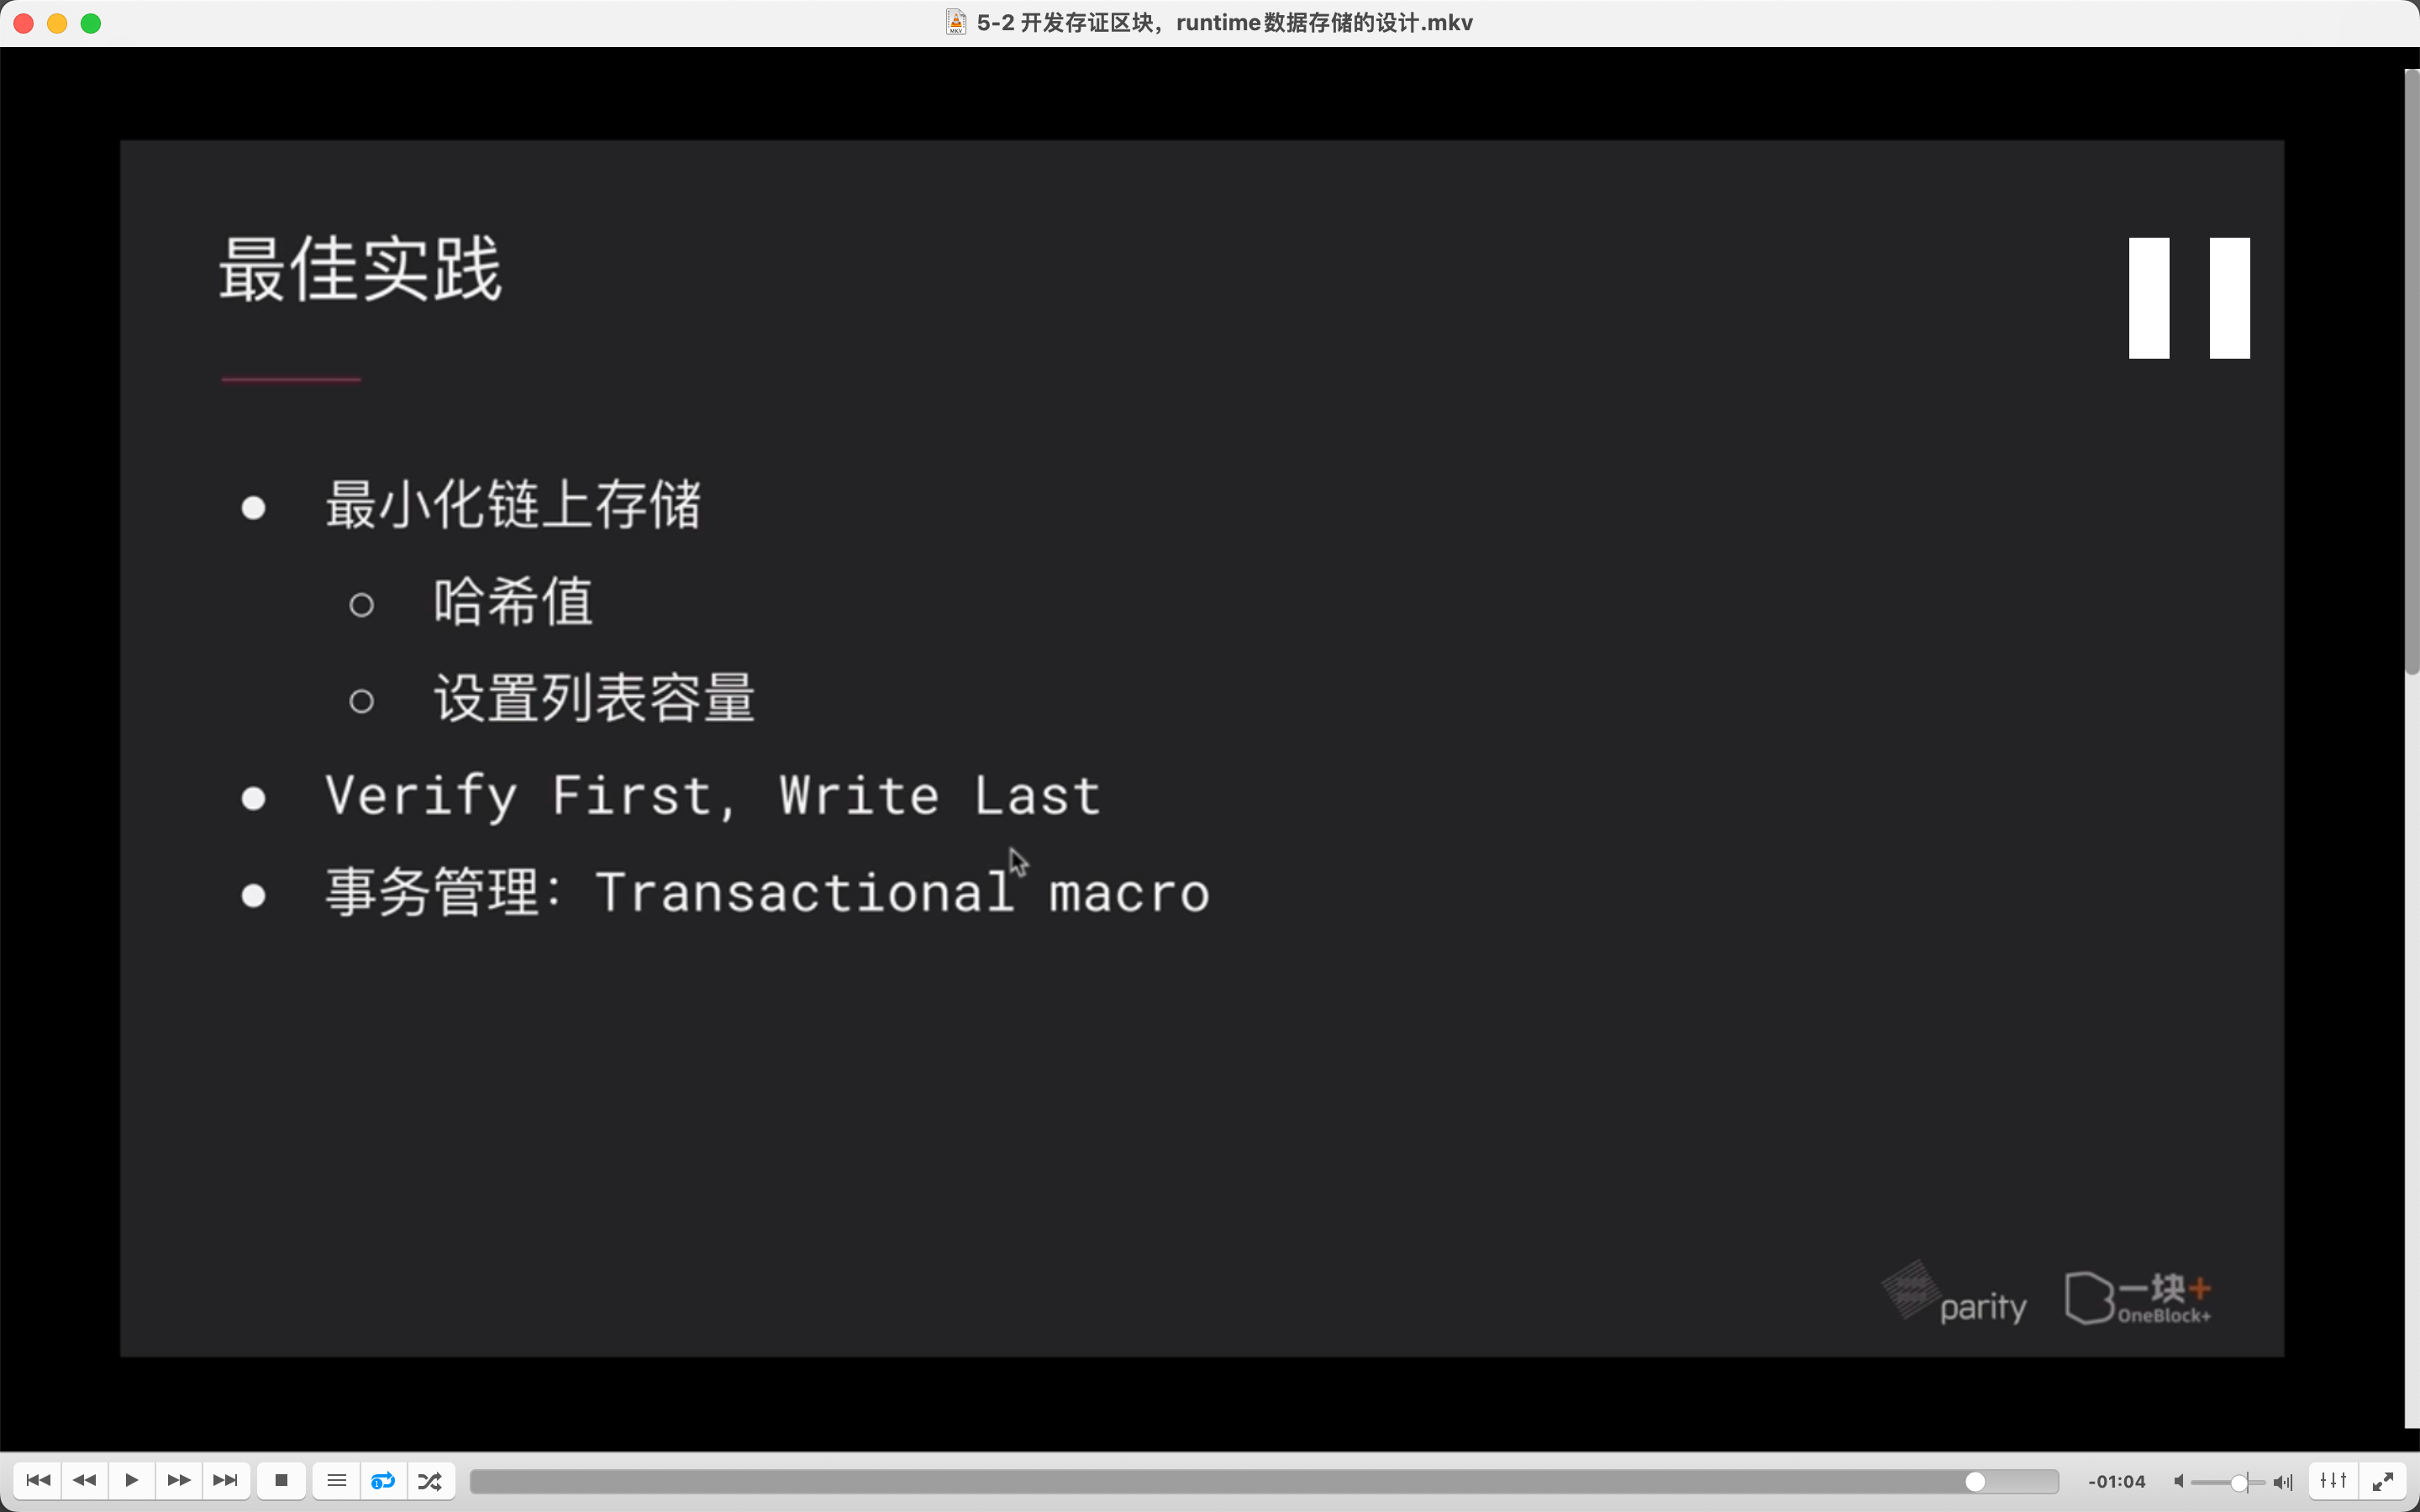 5-2 开发存证区块，runtime数据存储的设计.mkv
最佳实践
● 最小化链上存储
○ 哈希值
○ 设置列表容量
● Verify First, Write Last
● 事务管理：Transactional macro
parity
一块+
OneBlock+
-01:04